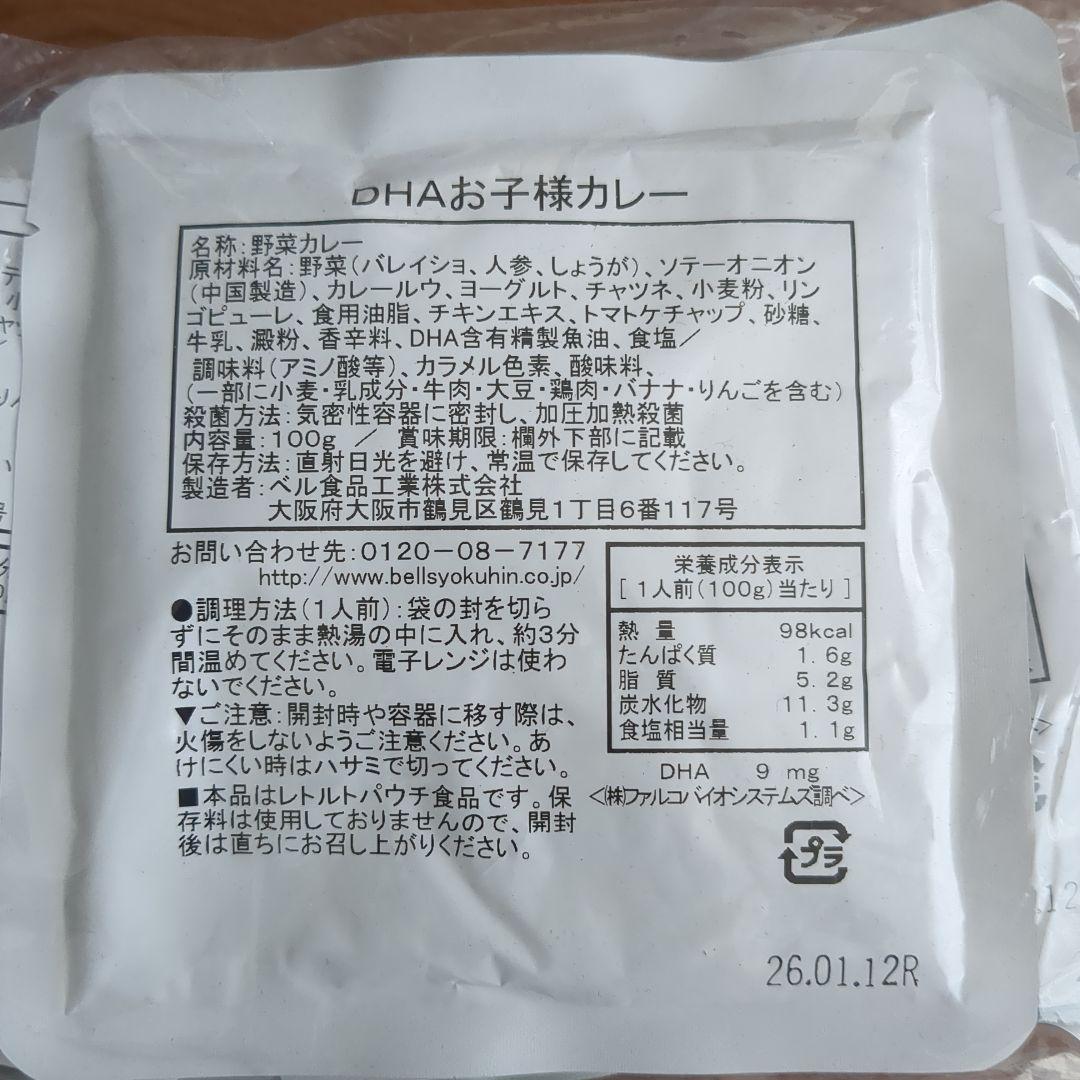 DHAお子様カレー
名称:野菜カレー
原材料名:野菜(バレイショ、人参、しょうが)、ソテーオニオン
(中国製造)、カレールウ、ヨーグルト、チャツネ、小麦粉、リン
ゴピューレ、食用油脂、チキンエキス、トマトケチャップ、砂糖、
牛乳、澱粉、香辛料、DHA含有精製魚油、食塩/
調味料(アミノ酸等)、カラメル色素、酸味料、
(一部に小麦・乳成分・牛肉・大豆・鶏肉・バナナ・りんごを含む)
殺菌方法:気密性容器に密封し、加圧加熱殺菌
内容量:100g / 賞味期限:欄外下部に記載
保存方法:直射日光を避け、常温で保存してください。
製造者:ベル食品工業株式会社
大阪府大阪市鶴見区鶴見1丁目6番117号
お問い合わせ先:0120-08-7177
http://www.bellsyokuhin.co.jp/
●調理方法(1人前):袋の封を切ら
ずにそのまま熱湯の中に入れ、約3分
間温めてください。電子レンジは使わ
ないでください。
▼ご注意:開封時や容器に移す際は、
火傷をしないようご注意ください。あ
けにくい時はハサミで切ってください。
■本品はレトルトパウチ食品です。保
存料は使用しておりませんので、開封
後は直ちにお召し上がりください。
栄養成分表示
[1人前(100g)当たり]
熱量 98kcal
たんぱく質 1.6g
脂質 5.2g
炭水化物 11.3g
食塩相当量 1.1g
DHA 9mg
<(株)ファルコバイオシステムズ調べ>
プラ
26.01.12R